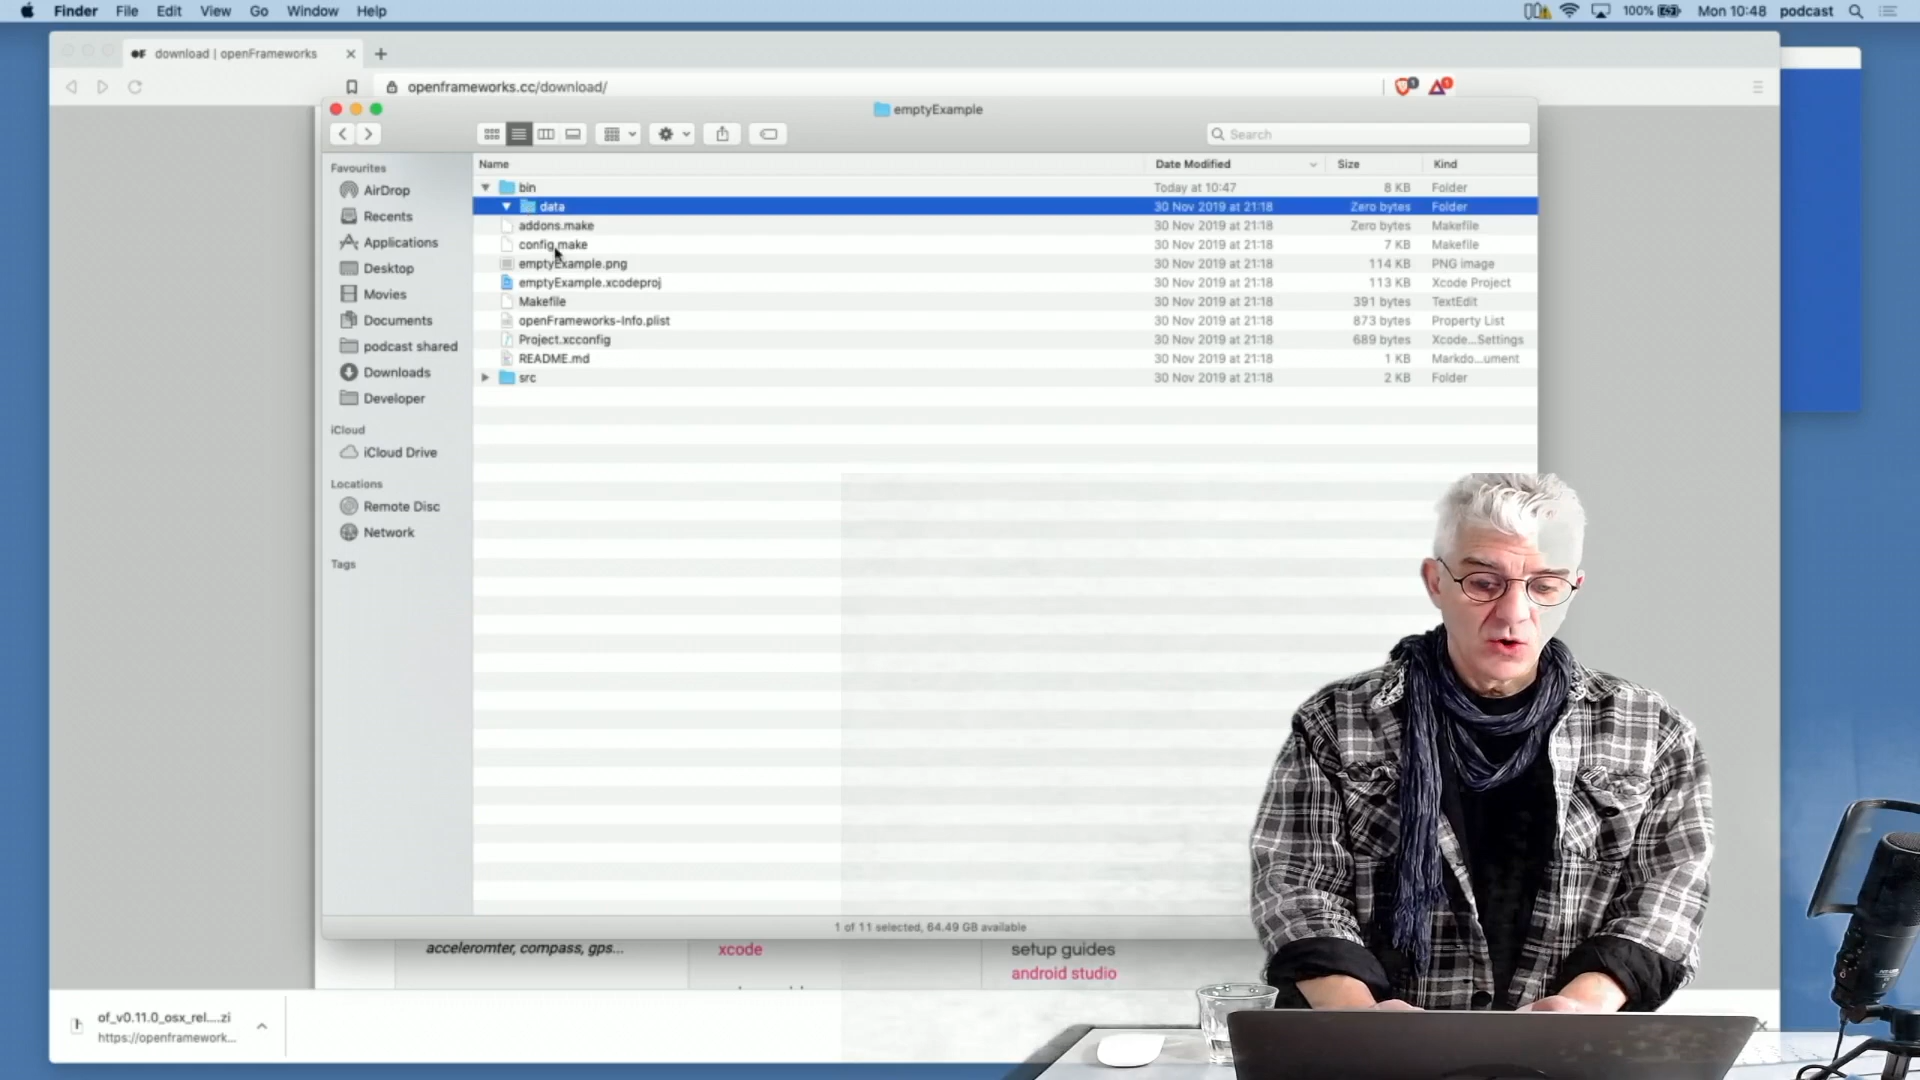 Finder File Edit View Go Window Help
100% Mon 10:48 podcast
download | openFrameworks
openframeworks.cc/download/
emptyExample
Search
Favourites
AirDrop
Recents
Applications
Desktop
Movies
Documents
podcast shared
Downloads
Developer
iCloud
iCloud Drive
Locations
Remote Disc
Network
Tags
Name Date Modified Size Kind
bin Today at 10:47 8 KB Folder
data 30 Nov 2019 at 21:18 Zero bytes Folder
addons.make 30 Nov 2019 at 21:18 Zero bytes Makefile
config.make 30 Nov 2019 at 21:18 7 KB Makefile
emptyExample.png 30 Nov 2019 at 21:18 114 KB PNG image
emptyExample.xcodeproj 30 Nov 2019 at 21:18 113 KB Xcode Project
Makefile 30 Nov 2019 at 21:18 391 bytes TextEdit
openFrameworks-Info.plist 30 Nov 2019 at 21:18 873 bytes Property List
Project.xcconfig 30 Nov 2019 at 21:18 689 bytes Xcode...Settings
README.md 30 Nov 2019 at 21:18 1 KB Markdo...ument
src 30 Nov 2019 at 21:18 2 KB Folder
1 of 11 selected, 64.49 GB available
acceleromter, compass, gps...
xcode
setup guides
android studio
of_v0.11.0_osx_rel....zi
https://openframework...